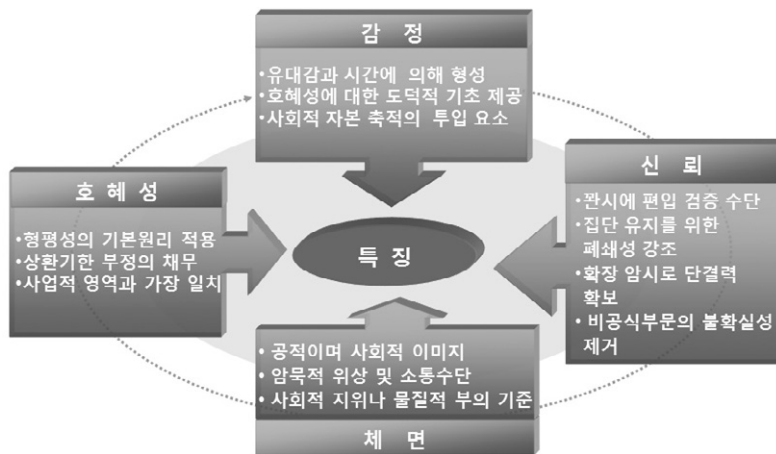 감 정
•유대감과 시간에 의해 형성
•호혜성에 대한 도덕적 기초 제공
•사회적 자본 축적의 투입 요소
호 혜 성
•형평성의 기본원리 적용
•상환기한 부정의 채무
•사업적 영역과 가장 일치
특 징
신 뢰
•꽌시에 편입 검증 수단
•집단 유지를 위한
폐쇄성 강조
•확장 암시로 단결력
확보
• 비공식부문의 불확실성
제거
• 공적이며 사회적 이미지
• 암묵적 위상 및 소통수단
• 사회적 지위나 물질적 부의 기준
체 면